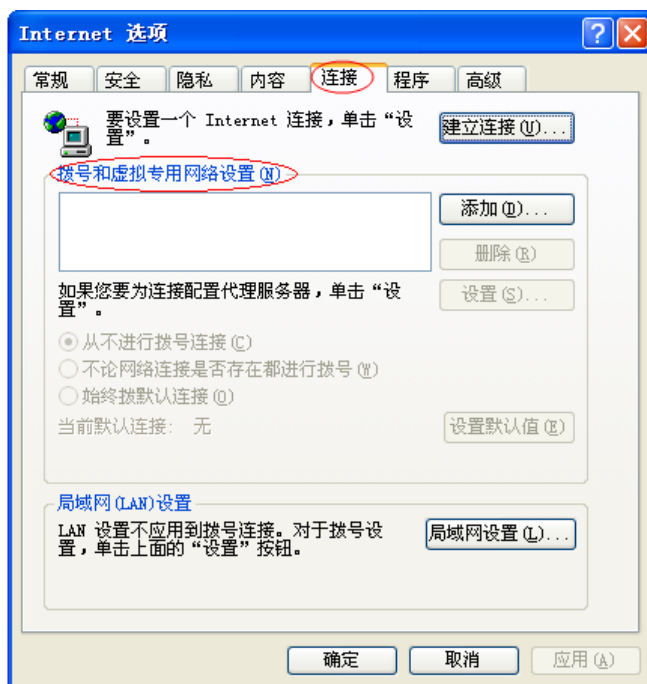 Internet 选项
常规 安全 隐私 内容 连接 程序 高级
要设置一个 Internet 连接，单击“设
置”。
建立连接(U)...
拨号和虚拟专用网络设置(N)
添加(D)...
删除(R)
如果您要为连接配置代理服务器，单击“设
置”。
设置(S)...
从不进行拨号连接(C)
不论网络连接是否存在都进行拨号(W)
始终拨默认连接(O)
当前默认连接： 无
设置默认值(E)
局域网(LAN)设置
LAN 设置不应用到拨号连接。对于拨号设
置，单击上面的“设置”按钮。
局域网设置(L)...
确定 取消 应用(A)